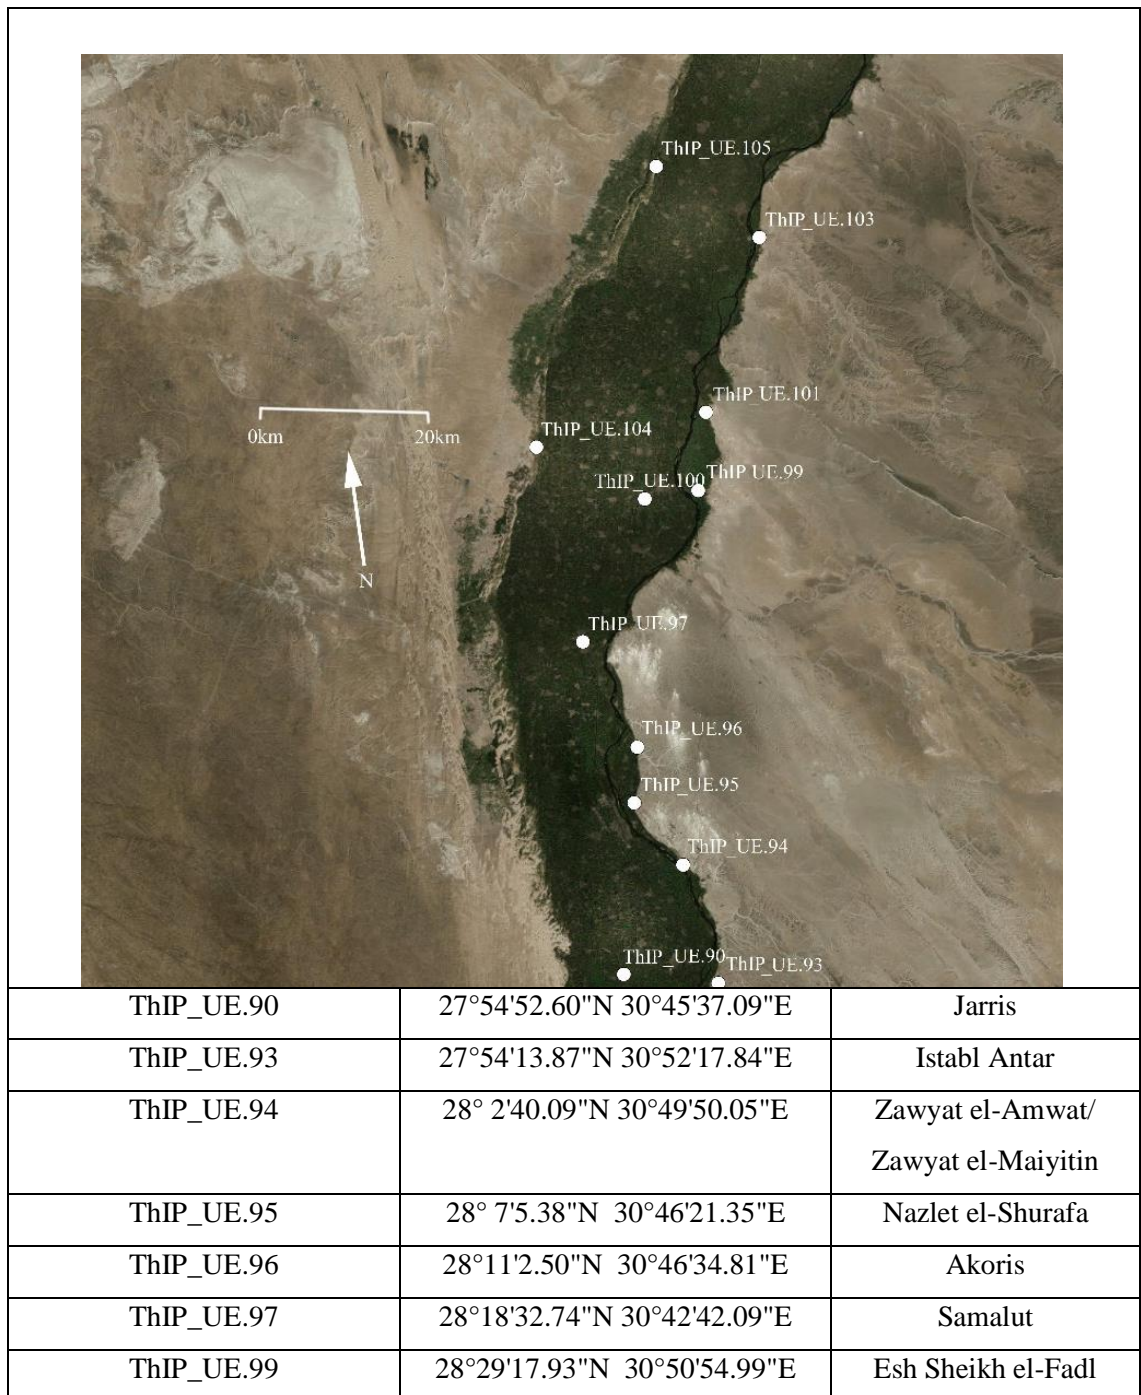 ThIP_UE.105
ThIP_UE.103
ThIP_UE.101
0km 20km
ThIP_UE.104
ThIP_UE.100
ThIP_UE.99
N
ThIP_UE.97
ThIP_UE.96
ThIP_UE.95
ThIP_UE.94
ThIP_UE.90
ThIP_UE.93
ThIP_UE.90 27°54'52.60"N 30°45'37.09"E Jarris
ThIP_UE.93 27°54'13.87"N 30°52'17.84"E Istabl Antar
ThIP_UE.94 28° 2'40.09"N 30°49'50.05"E Zawyat el-Amwat/
Zawyat el-Maiyitin
ThIP_UE.95 28° 7'5.38"N 30°46'21.35"E Nazlet el-Shurafa
ThIP_UE.96 28°11'2.50"N 30°46'34.81"E Akoris
ThIP_UE.97 28°18'32.74"N 30°42'42.09"E Samalut
ThIP_UE.99 28°29'17.93"N 30°50'54.99"E Esh Sheikh el-Fadl